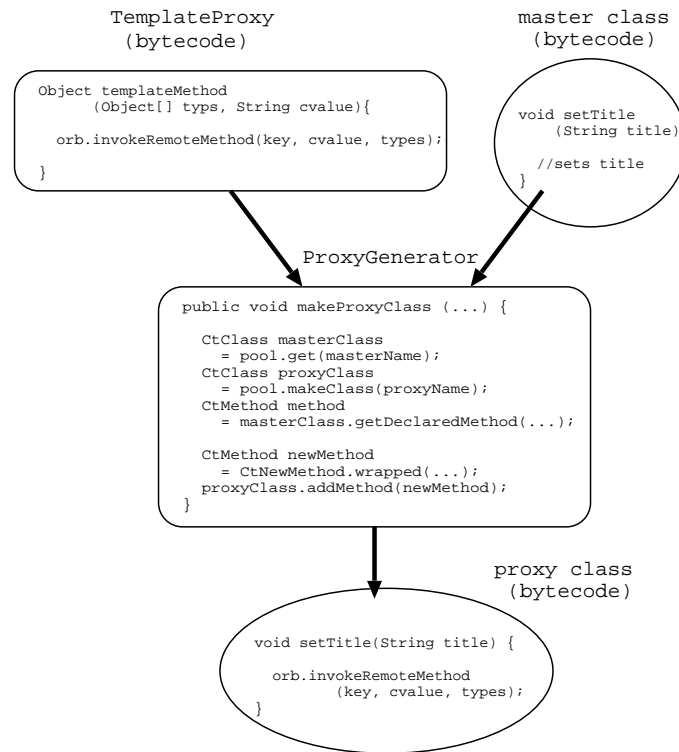 TemplateProxy
(bytecode)
Object templateMethod
(Object[] typs, String cvalue){
orb.invokeRemoteMethod(key, cvalue, types);
}
master class
(bytecode)
void setTitle
(String title)
//sets title
}
ProxyGenerator
public void makeProxyClass (...) {
CtClass masterClass
= pool.get(masterName);
CtClass proxyClass
= pool.makeClass(proxyName);
CtMethod method
= masterClass.getDeclaredMethod(...);
CtMethod newMethod
= CtNewMethod.wrapped(...);
proxyClass.addMethod(newMethod);
}
proxy class
(bytecode)
void setTitle(String title) {
orb.invokeRemoteMethod
(key, cvalue, types);
}